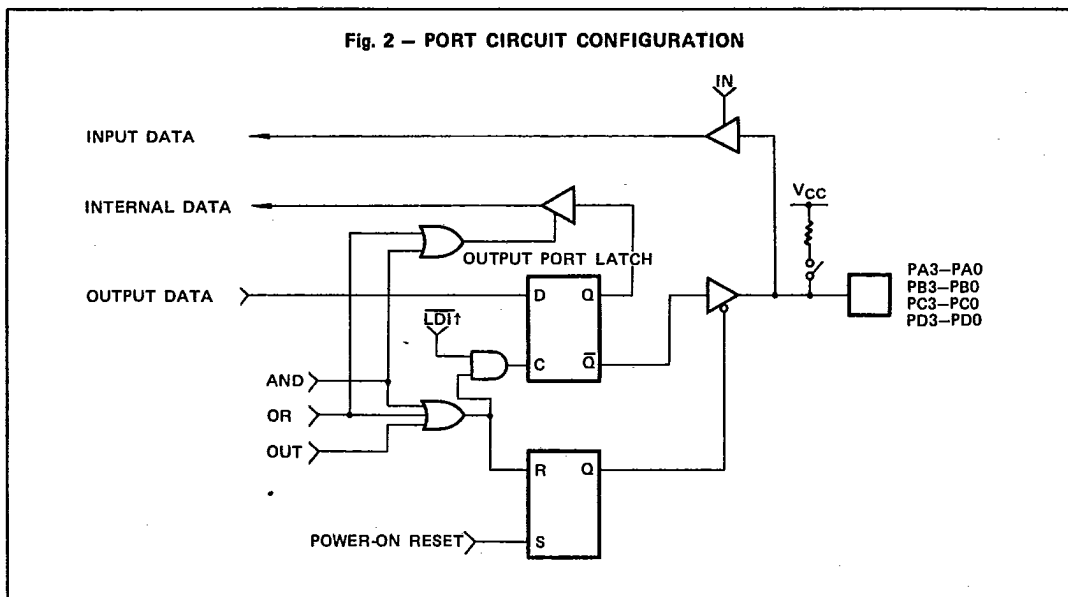 Fig. 2 – PORT CIRCUIT CONFIGURATION
IN
INPUT DATA
VCC
INTERNAL DATA
OUTPUT PORT LATCH
PA3–PA0
PB3–PB0
PC3–PC0
PD3–PD0
OUTPUT DATA
D
Q
L̅D̅I̅↑
C
Q̅
AND
OR
OUT
R
Q
POWER-ON RESET
S